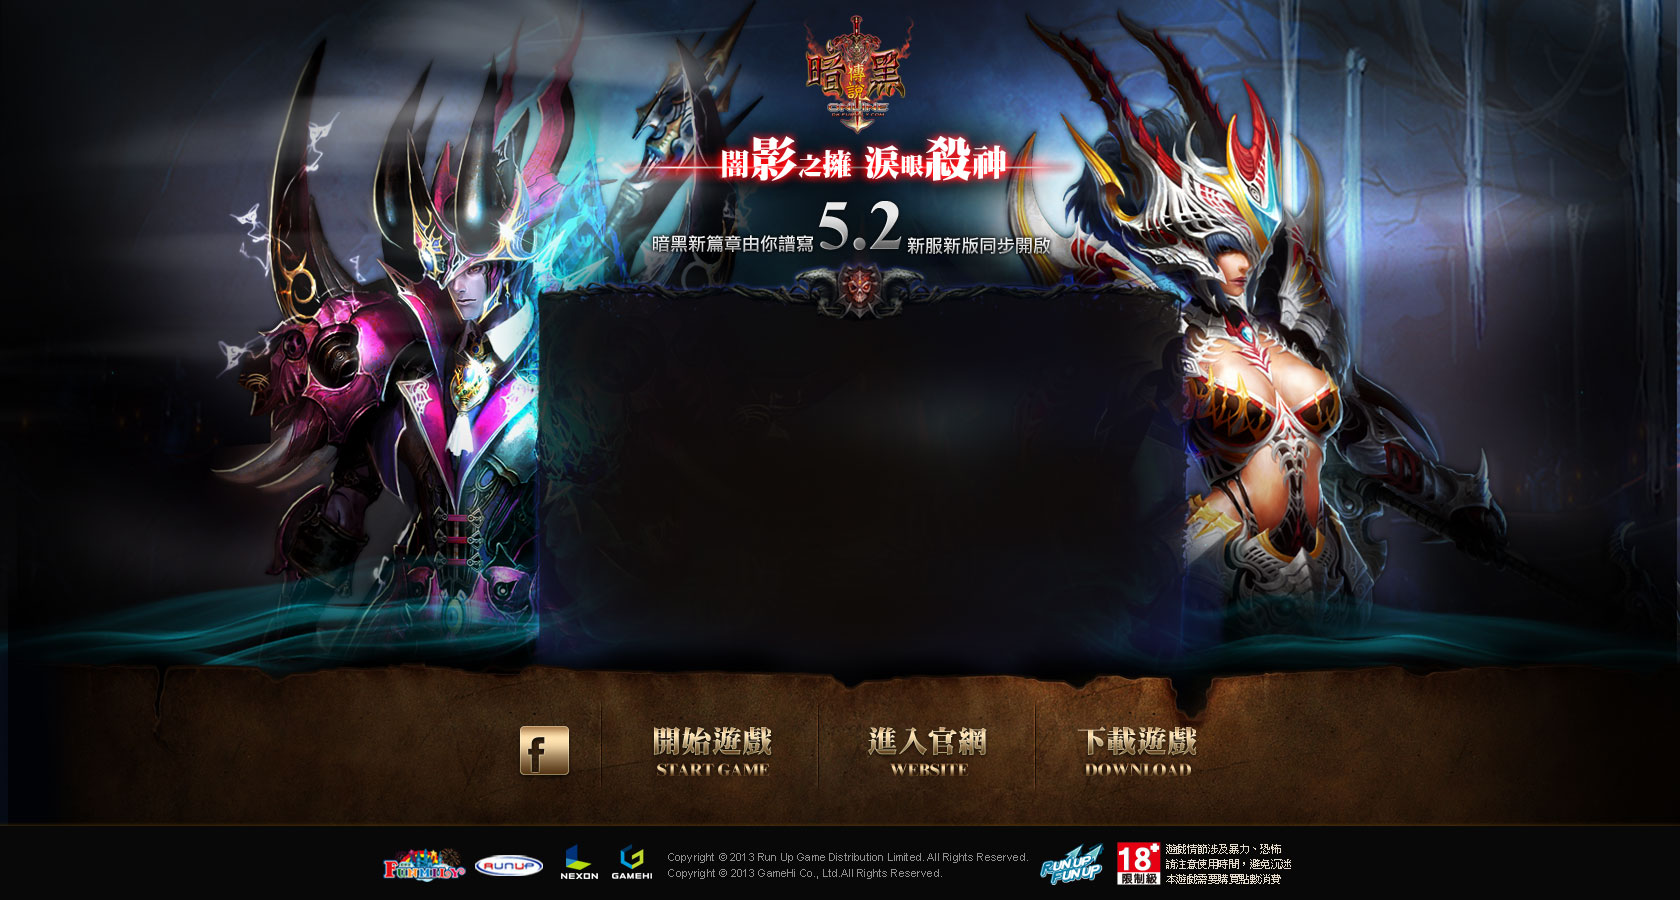 暗黑
傳說
ONLINE
闇影之擁 淚眼殺神
暗黑新篇章由你譜寫 5.2 新服新版同步開啟
f
開始遊戲
START GAME
進入官網
WEBSITE
下載遊戲
DOWNLOAD
RUNUP
NEXON
GAMEHI
Copyright © 2013 Run Up Game Distribution Limited. All Rights Reserved.
Copyright © 2013 GameHi Co., Ltd.All Rights Reserved.
RUN UP!
FUN UP
18+
限制級
遊戲情節涉及暴力、恐怖
請注意使用時間，避免沉迷
本遊戲需要購買點數消費